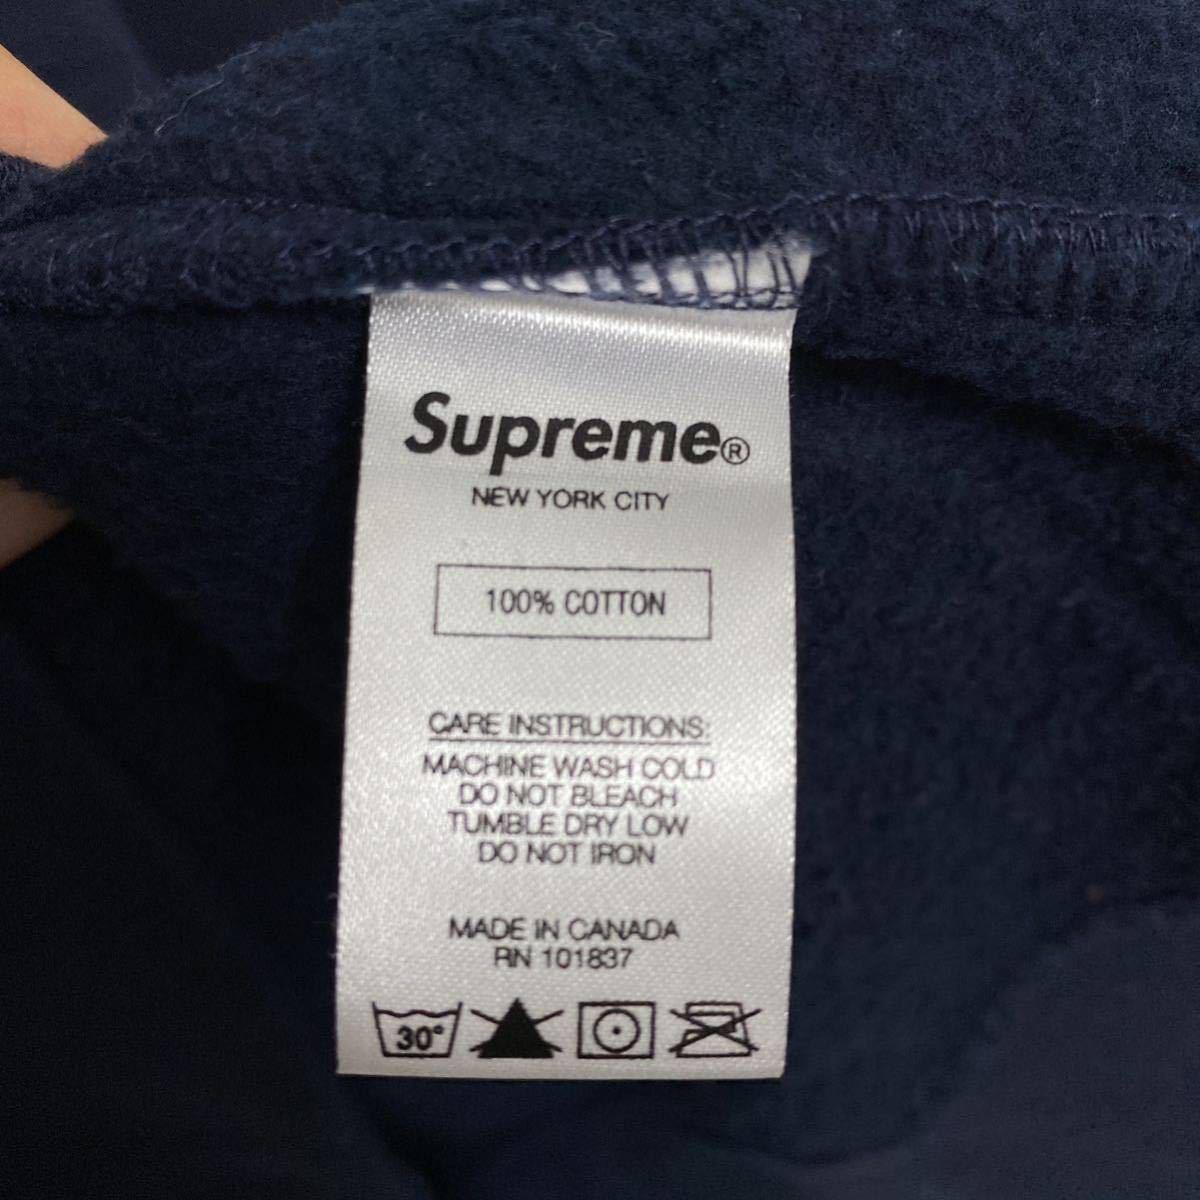 Supreme®
NEW YORK CITY
100% COTTON
CARE INSTRUCTIONS:
MACHINE WASH COLD
DO NOT BLEACH
TUMBLE DRY LOW
DO NOT IRON
MADE IN CANADA
RN 101837
30°